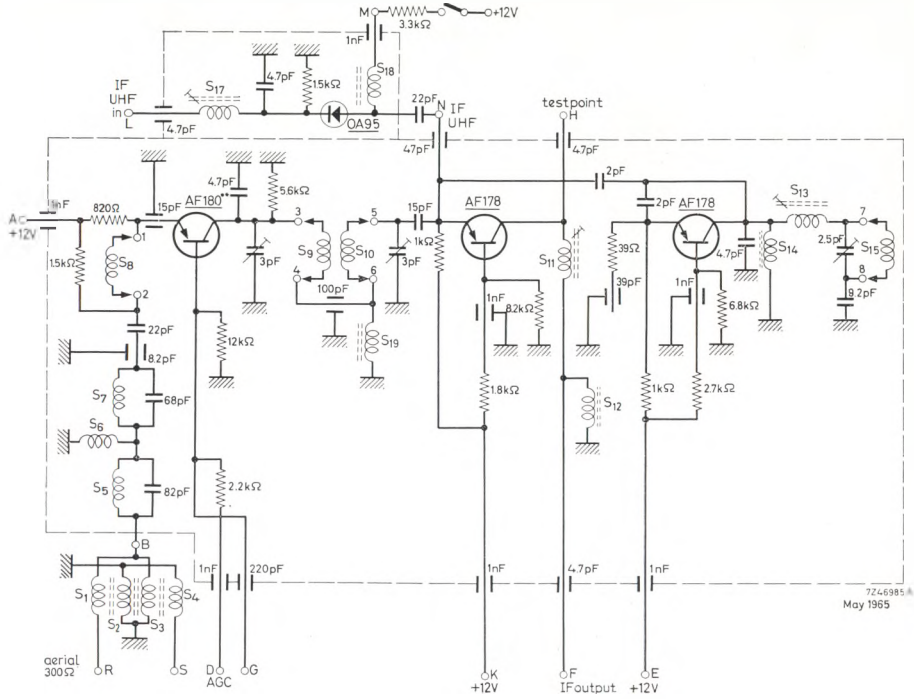 M 3.3kΩ +12V
1nF
S18
4.7pF
1.5kΩ
S17
IF
UHF
in
L
4.7pF
OA95
22pF
N IF
UHF
47pF
testpoint
H
4.7pF
2pF
2pF
S13
1nF
A
+12V
820Ω
15pF
4.7pF
AF180**
5.6kΩ
3
5
15pF
AF178
AF178
7
1.5kΩ
S8
1
2
3pF
S9
S10
4
6
3pF
1kΩ
S11
39Ω
39pF
4.7pF
S14
2.5pF
S15
8
9.2pF
100pF
S19
1nF
8.2kΩ
1nF
6.8kΩ
22pF
8.2pF
12kΩ
1.8kΩ
S12
1kΩ
2.7kΩ
S7
68pF
S6
S5
82pF
2.2kΩ
B
1nF
220pF
1nF
4.7pF
1nF
S1
S2
S3
S4
7Z46985
May 1965
aerial
300Ω
R
S
D
G
AGC
K
+12V
F
IFoutput
E
+12V